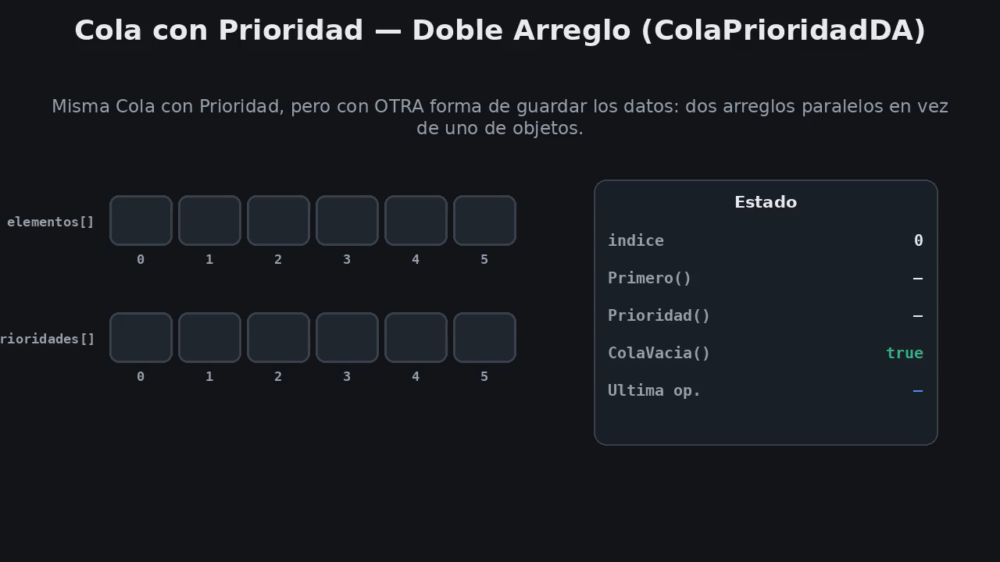 Cola con Prioridad — Doble Arreglo (ColaPrioridadDA)
Misma Cola con Prioridad, pero con OTRA forma de guardar los datos: dos arreglos paralelos en vez
de uno de objetos.
elementos[]
0 1 2 3 4 5
rioridades[]
0 1 2 3 4 5
Estado
indice 0
Primero() —
Prioridad() —
ColaVacia() true
Ultima op. —